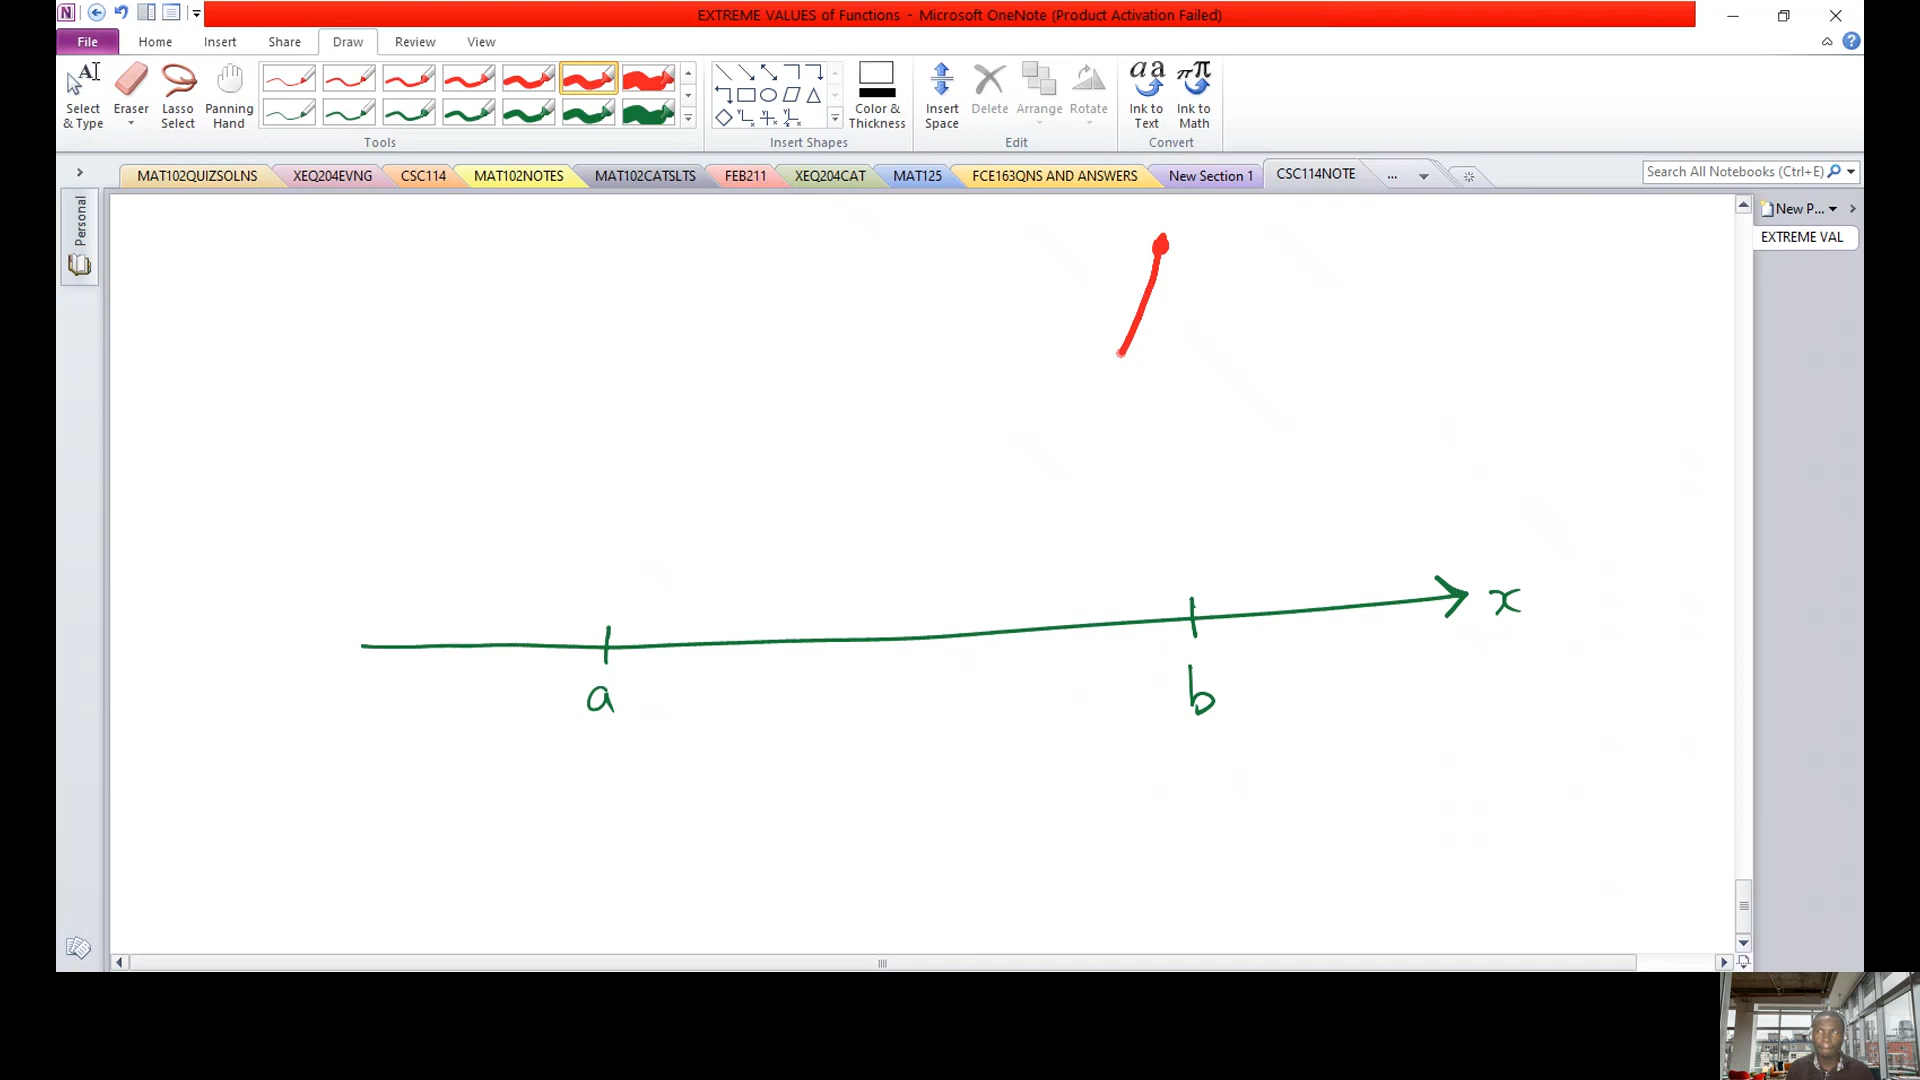 EXTREME VALUES of Functions - Microsoft OneNote (Product Activation Failed)
File Home Insert Share Draw Review View
Select & Type
Eraser
Lasso Select
Panning Hand
Color & Thickness
Insert Space
Delete
Arrange
Rotate
Ink to Text
Ink to Math
Tools
Insert Shapes
Edit
Convert
MAT102QUIZSOLNS XEQ204EVNG CSC114 MAT102NOTES MAT102CATSLTS FEB211 XEQ204CAT MAT125 FCE163QNS AND ANSWERS New Section 1 CSC114NOTE ...
Search All Notebooks (Ctrl+E)
Personal
New P...
EXTREME VAL
x
a
b